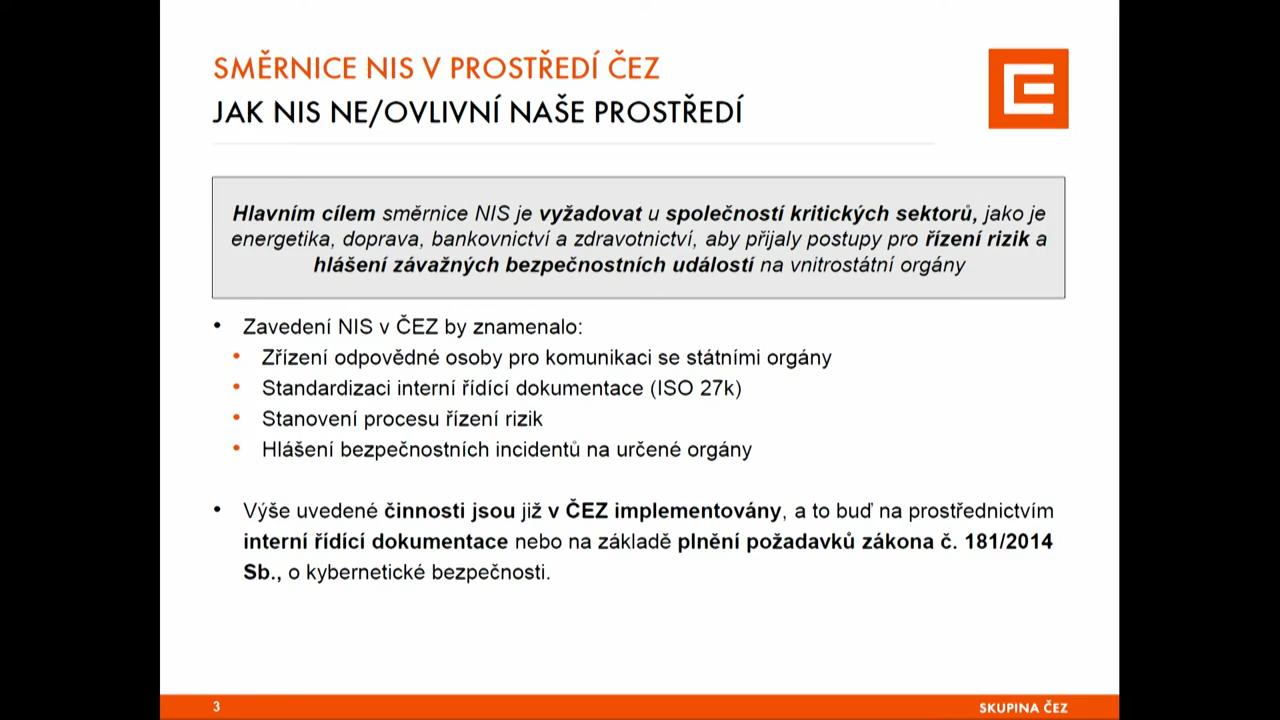 SMĚRNICE NIS V PROSTŘEDÍ ČEZ
JAK NIS NE/OVLIVNÍ NAŠE PROSTŘEDÍ
Hlavním cílem směrnice NIS je vyžadovat u společností kritických sektorů, jako je
energetika, doprava, bankovnictví a zdravotnictví, aby přijaly postupy pro řízení rizik a
hlášení závažných bezpečnostních událostí na vnitrostátní orgány
• Zavedení NIS v ČEZ by znamenalo:
• Zřízení odpovědné osoby pro komunikaci se státními orgány
• Standardizaci interní řídící dokumentace (ISO 27k)
• Stanovení procesu řízení rizik
• Hlášení bezpečnostních incidentů na určené orgány
• Výše uvedené činnosti jsou již v ČEZ implementovány, a to buď na prostřednictvím
interní řídící dokumentace nebo na základě plnění požadavků zákona č. 181/2014
Sb., o kybernetické bezpečnosti.
3
SKUPINA ČEZ